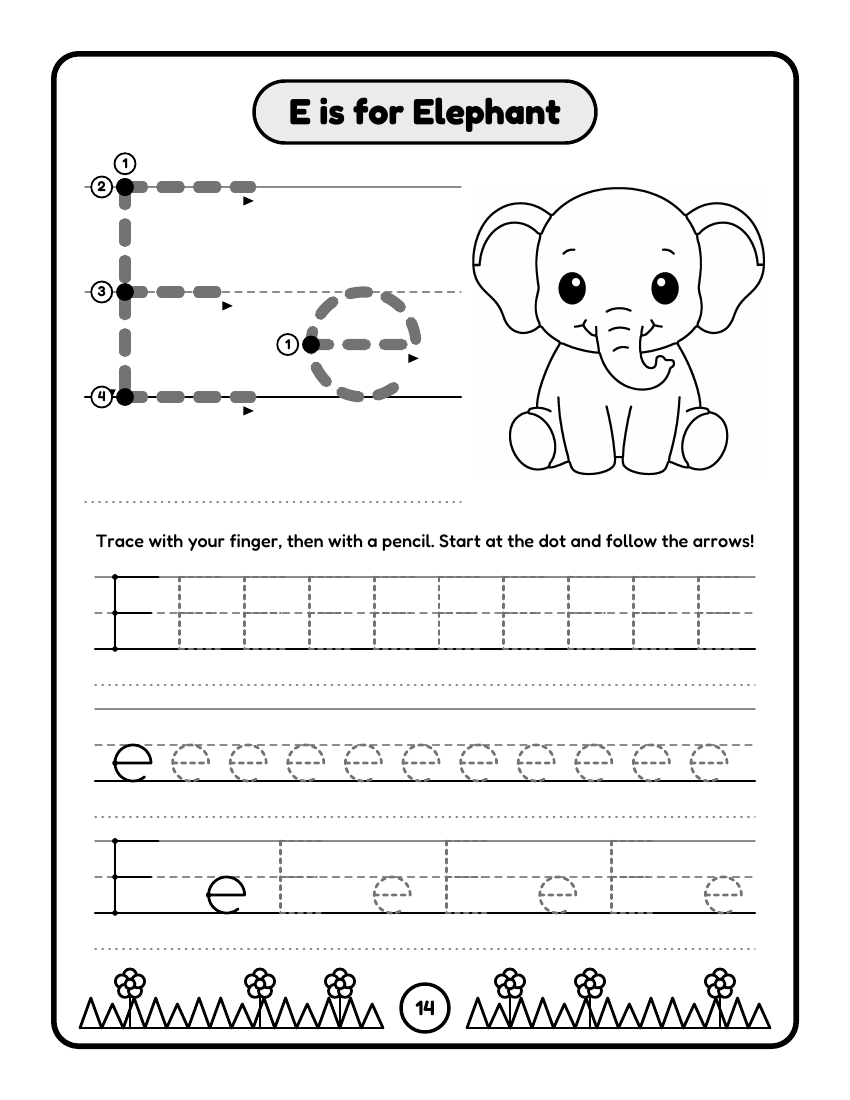 E is for Elephant
1
2
E
3
e
1
4
Trace with your finger, then with a pencil. Start at the dot and follow the arrows!
E E E E E E E E E E
e e e e e e e e e e e
E e E e E e E e
14